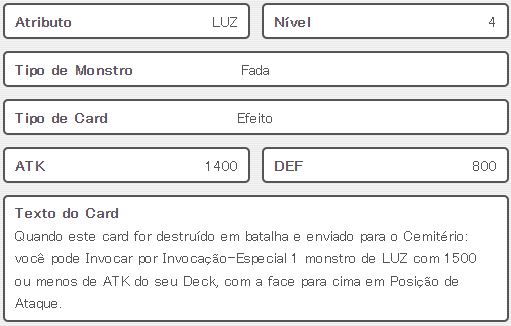 Atributo LUZ Nível 4
Tipo de Monstro Fada
Tipo de Card Efeito
ATK 1400 DEF 800
Texto do Card
Quando este card for destruído em batalha e enviado para o Cemitério:
você pode Invocar por Invocação-Especial 1 monstro de LUZ com 1500
ou menos de ATK do seu Deck, com a face para cima em Posição de
Ataque.